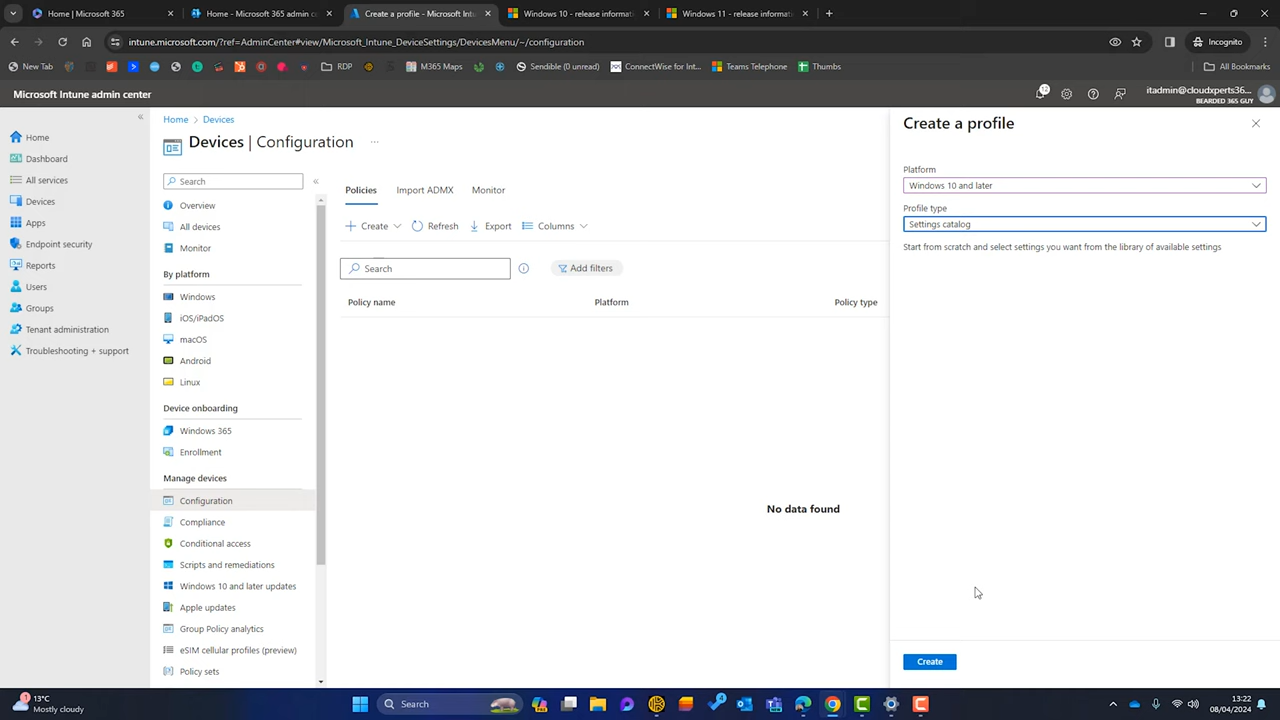 Home | Microsoft 365
Home - Microsoft 365 admin cen
Create a profile - Microsoft Intu
Windows 10 - release informati
Windows 11 - release informati
intune.microsoft.com/?ref=AdminCenter#view/Microsoft_Intune_DeviceSettings/DevicesMenu/~/configuration
Incognito
New Tab
RDP
M365 Maps
Sendible (0 unread)
ConnectWise for Int...
Teams Telephone
Thumbs
All Bookmarks
Microsoft Intune admin center
12
itadmin@cloudxperts36...
BEARDED 365 GUY
Home
Dashboard
All services
Devices
Apps
Endpoint security
Reports
Users
Groups
Tenant administration
Troubleshooting + support
Home > Devices
Devices | Configuration
Search
Overview
All devices
Monitor
By platform
Windows
iOS/iPadOS
macOS
Android
Linux
Device onboarding
Windows 365
Enrollment
Manage devices
Configuration
Compliance
Conditional access
Scripts and remediations
Windows 10 and later updates
Apple updates
Group Policy analytics
eSIM cellular profiles (preview)
Policy sets
Policies Import ADMX Monitor
Create Refresh Export Columns
Search
Add filters
Policy name Platform Policy type
No data found
Create a profile
Platform
Windows 10 and later
Profile type
Settings catalog
Start from scratch and select settings you want from the library of available settings
Create
13°C
Mostly cloudy
Search
13:22
08/04/2024